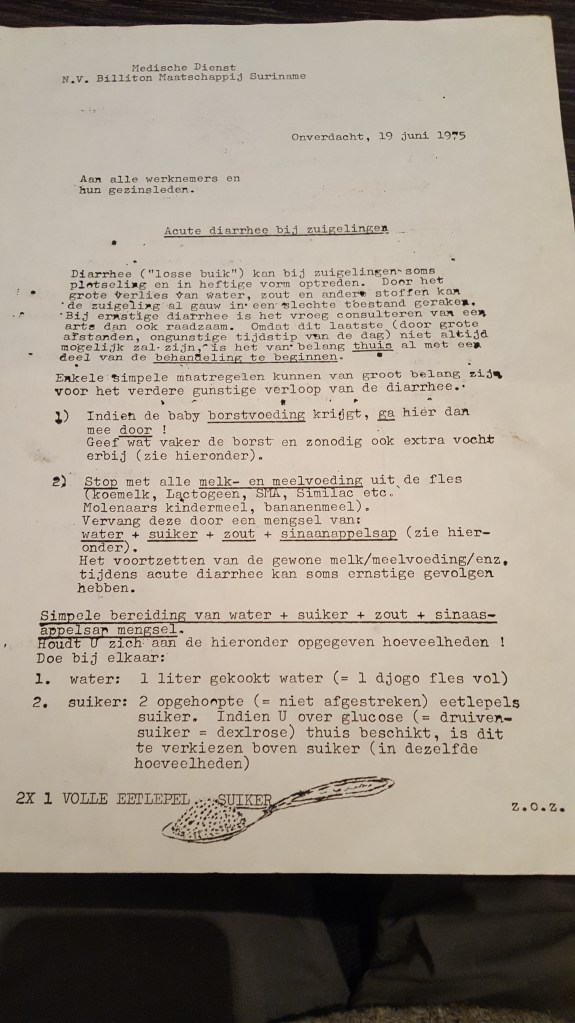 Medische Dienst
N.V. Billiton Maatschappij Suriname
Onverdacht, 19 juni 1975
Aan alle werknemers en
hun gezinsleden.
Acute diarrhee bij zuigelingen
Diarrhee ("losse buik") kan bij zuigelingen soms
plotseling en in heftige vorm optreden. Door het
grote verlies van water, zout en andere stoffen kan
de zuigeling al gauw in een slechte toestand geraken.
Bij ernstige diarrhee is het vroeg consulteren van een
arts dan ook raadzaam. Omdat dit laatste (door grote
afstanden, ongunstige tijdstip van de dag) niet altijd
mogelijk zal zijn, is het van belang thuis al met een
deel van de behandeling te beginnen.
Enkele simpele maatregelen kunnen van groot belang zijn
voor het verdere gunstige verloop van de diarrhee.
1) Indien de baby borstvoeding krijgt, ga hier dan
mee door !
Geef wat vaker de borst en zonodig ook extra vocht
erbij (zie hieronder).
2) Stop met alle melk- en meelvoeding uit de fles
(koemelk, Lactogeen, SMA, Similac etc.
Molenaars kindermeel, bananenmeel).
Vervang deze door een mengsel van:
water + suiker + zout + sinaanappelsap (zie hier-
onder).
Het voortzetten van de gewone melk/meelvoeding/enz.
tijdens acute diarrhee kan soms ernstige gevolgen
hebben.
Simpele bereiding van water + suiker + zout + sinaas-
appelsap mengsel.
Houdt U zich aan de hieronder opgegeven hoeveelheden !
Doe bij elkaar:
1. water: 1 liter gekookt water (= 1 djogo fles vol)
2. suiker: 2 opgehoopte (= niet afgestreken) eetlepels
suiker. Indien U over glucose (= druiven-
suiker = dexlrose) thuis beschikt, is dit
te verkiezen boven suiker (in dezelfde
hoeveelheden)
2X 1 VOLLE EETLEPEL SUIKER
z.o.z.